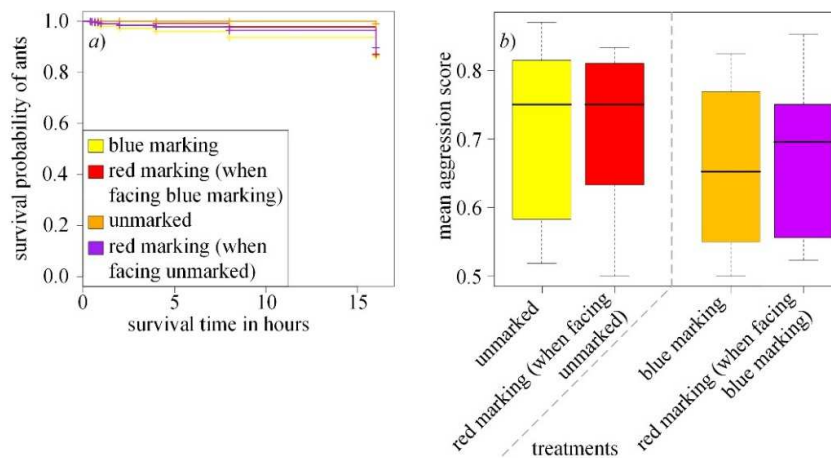 a)
1.0
0.8
0.6
0.4
0.2
0.0
survival probability of ants
blue marking
red marking (when
facing blue marking)
unmarked
red marking (when
facing unmarked)
0
5
10
15
survival time in hours
b)
0.8
0.7
0.6
0.5
mean aggression score
unmarked
red marking (when facing
unmarked)
blue marking
red marking (when facing
blue marking)
treatments